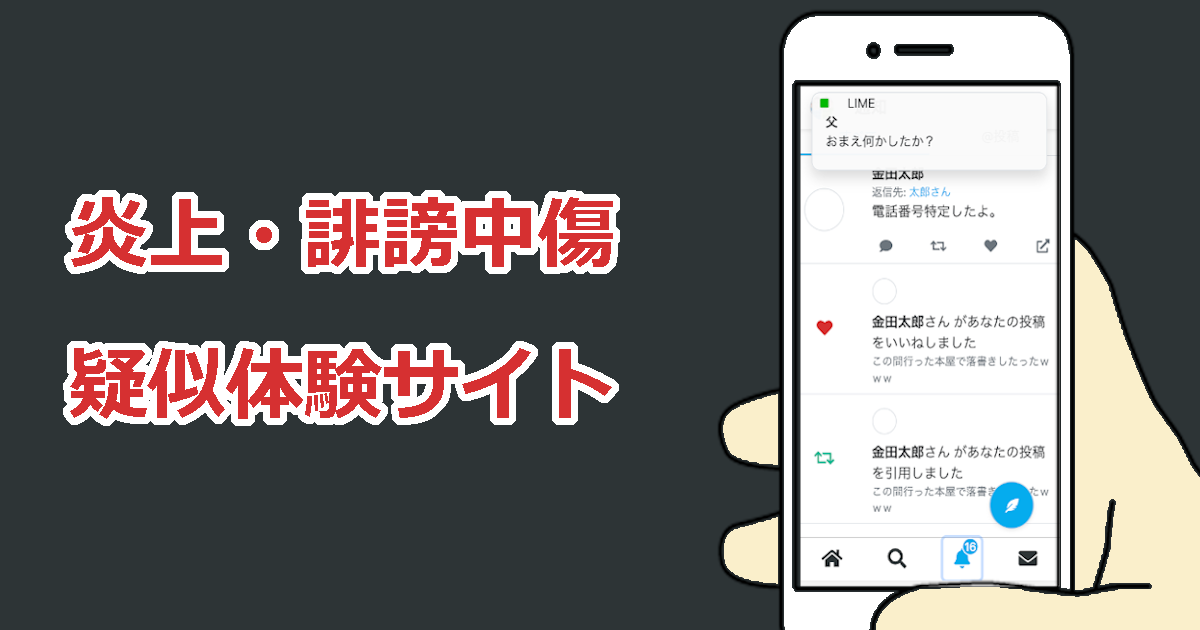 炎上・誹謗中傷
疑似体験サイト
LIME
父
おまえ何かしたか？
金田太郎
返信先: 太郎さん
電話番号特定したよ。
金田太郎さん があなたの投稿
をいいねしました
この間行った本屋で落書きしたったｗ
ｗｗ
金田太郎さん があなたの投稿
を引用しました
この間行った本屋で落書き たｗ
ｗｗ
16